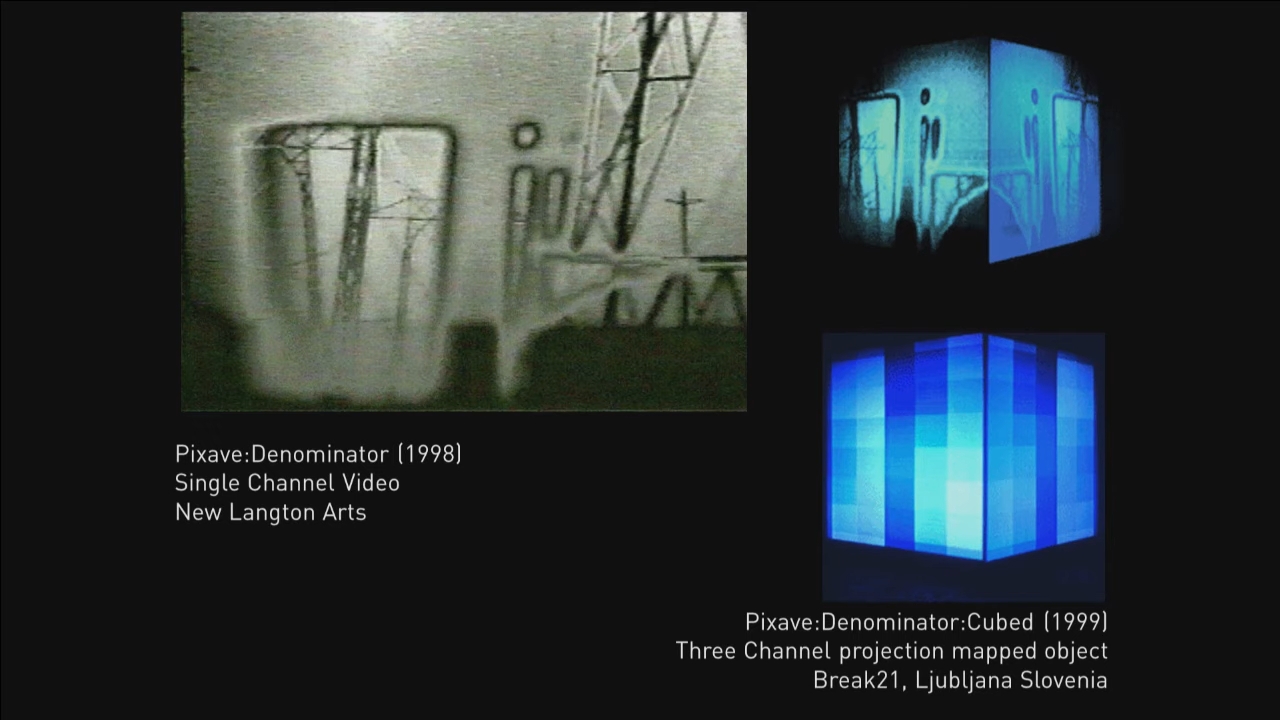 Pixave:Denominator (1998)
Single Channel Video
New Langton Arts
Pixave:Denominator:Cubed (1999)
Three Channel projection mapped object
Break21, Ljubljana Slovenia